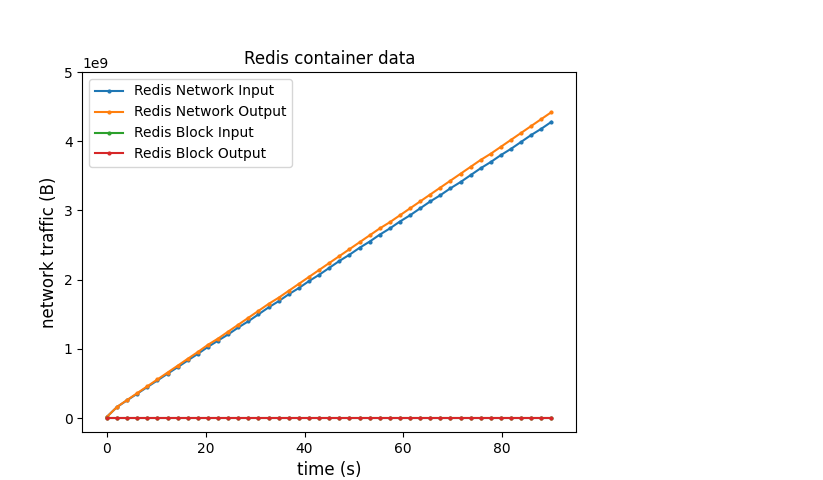 Redis container data
1e9
Redis Network Input
Redis Network Output
Redis Block Input
Redis Block Output
5
4
3
2
1
0
network traffic (B)
0 20 40 60 80
time (s)